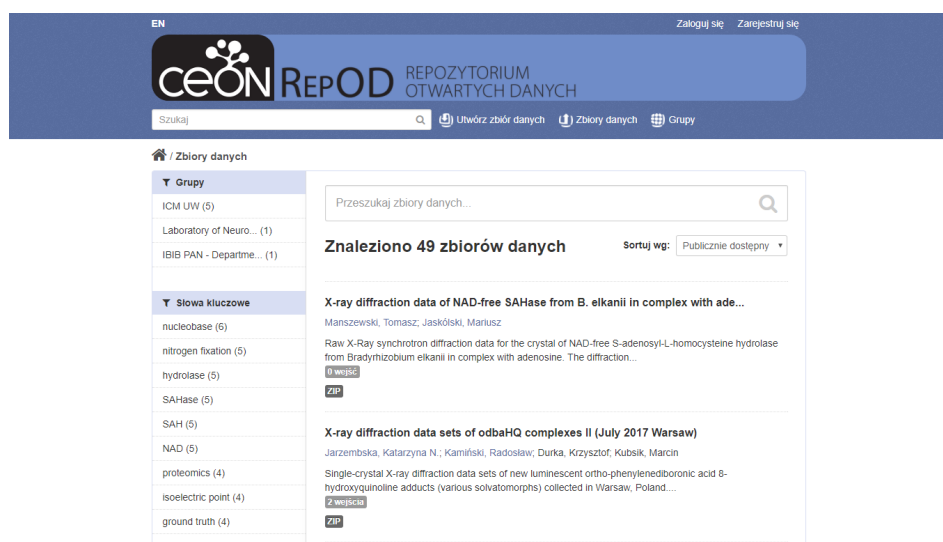 EN
Zaloguj się Zarejestruj się
ceon RepOD REPOZYTORIUM
OTWARTYCH DANYCH
Szukaj
Utwórz zbiór danych Zbiory danych Grupy
/ Zbiory danych
Grupy
ICM UW (5)
Laboratory of Neuro... (1)
IBIB PAN - Departme... (1)
Słowa kluczowe
nucleobase (6)
nitrogen fixation (5)
hydrolase (5)
SAHase (5)
SAH (5)
NAD (5)
proteomics (4)
isoelectric point (4)
ground truth (4)
Przeszukaj zbiory danych...
Znaleziono 49 zbiorów danych
Sortuj wg: Publicznie dostępny
X-ray diffraction data of NAD-free SAHase from B. elkanii in complex with ade...
Manszewski, Tomasz; Jaskólski, Mariusz
Raw X-Ray synchrotron diffraction data for the crystal of NAD-free S-adenosyl-L-homocysteine hydrolase
from Bradyrhizobium elkanii in complex with adenosine. The diffraction...
0 wejść
ZIP
X-ray diffraction data sets of odbaHQ complexes II (July 2017 Warsaw)
Jarzembska, Katarzyna N.; Kamiński, Radosław; Durka, Krzysztof; Kubsik, Marcin
Single-crystal X-ray diffraction data sets of new luminescent ortho-phenylenediboronic acid 8-
hydroxyquinoline adducts (various solvatomorphs) collected in Warsaw, Poland....
2 wejścia
ZIP